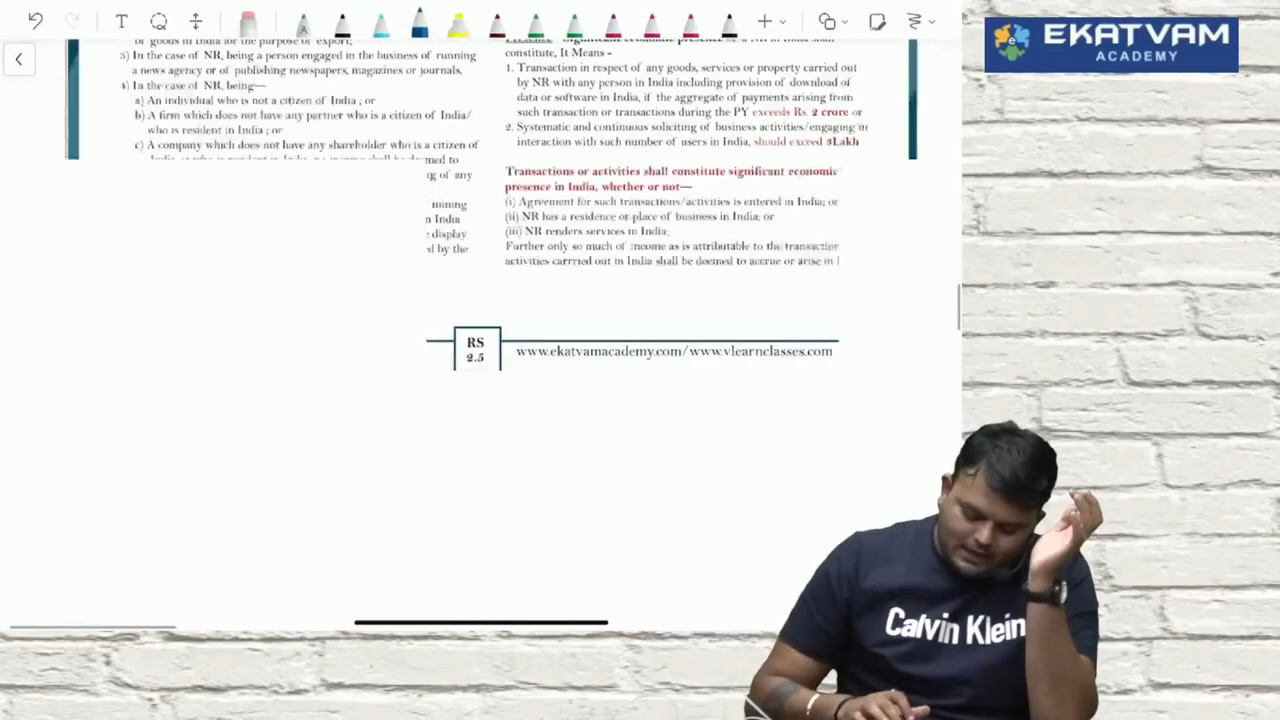 EKATVAM
ACADEMY
of goods in India for the purpose of export;
3) In the case of NR, being a person engaged in the business of running
a news agency or of publishing newspapers, magazines or journals,
4) In the case of NR, being—
a) An individual who is not a citizen of India ; or
b) A firm which does not have any partner who is a citizen of India/
who is resident in India ; or
c) A company which does not have any shareholder who is a citizen of
med to
ng of any
mining
n India
display
d by the
constitute, It Means -
1. Transaction in respect of any goods, services or property carried out
by NR with any person in India including provision of download of
data or software in India, if the aggregate of payments arising from
such transaction or transactions during the PY exceeds Rs. 2 crore or
2. Systematic and continuous soliciting of business activities/engaging in
interaction with such number of users in India, should exceed 3Lakh
Transactions or activities shall constitute significant economic
presence in India, whether or not—
(i) Agreement for such transactions/activities is entered in India; or
(ii) NR has a residence or place of business in India; or
(iii) NR renders services in India;
Further only so much of income as is attributable to the transaction
activities carrried out in India shall be deemed to accrue or arise in
RS
2.5
www.ekatvamacademy.com/www.vlearnclasses.com
Calvin Klein